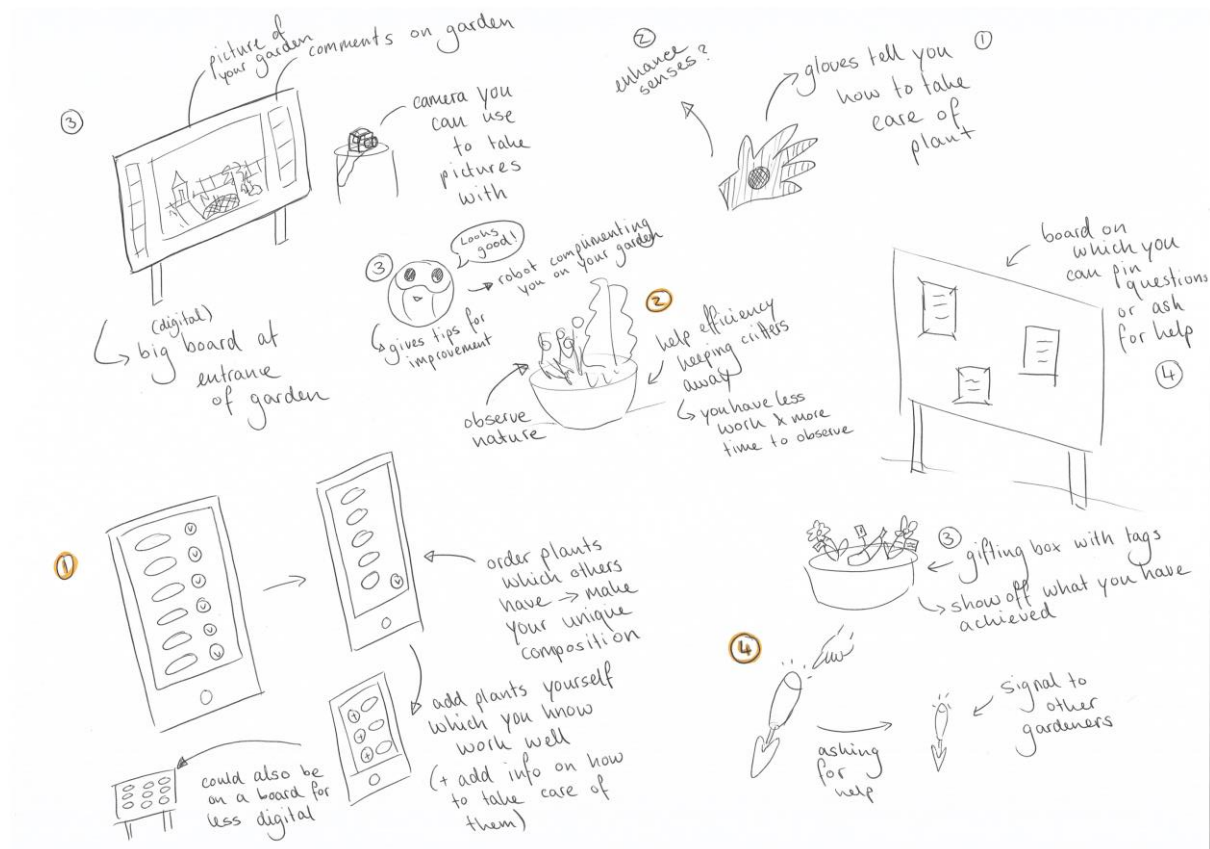 ③
picture of
your garden
comments on garden
camera you
can use
to take
pictures
with
(digital)
big board at
entrance
of garden
②
enhance
senses?
①
gloves tell you
how to take
care of
plant
③
Looks
good!
robot complimenting
you on your garden
gives tips for
improvement
②
observe
nature
help efficiency
keeping critters
away
you have less
work & more
time to observe
board on
which you
can pin
questions
or ask
for help
④
①
order plants
which others
have → make
your unique
composition
add plants yourself
which you know
work well
(+ add info on how
to take care of
them)
could also be
on a board for
less digital
③
gifting box with tags
show off what you have
achieved
④
asking
for
help
signal to
other
gardeners